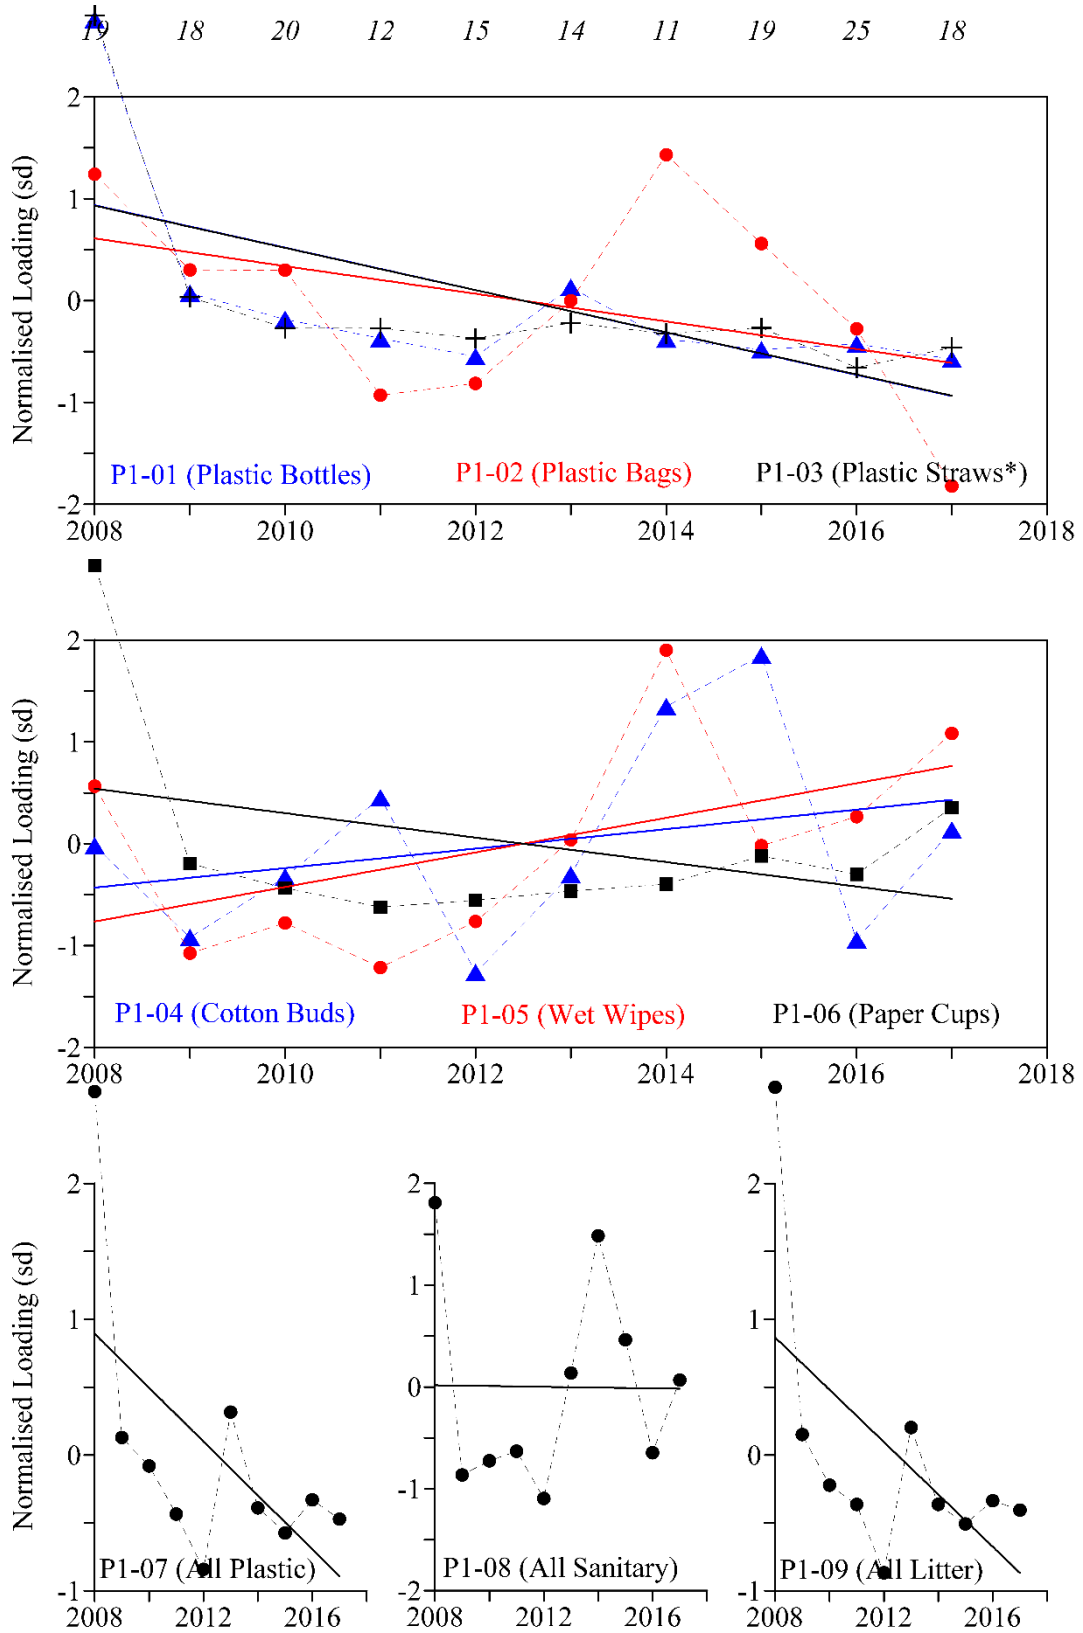 19 18 20 12 15 14 11 19 25 18
2
1
0
-1
-2
Normalised Loading (sd)
P1-01 (Plastic Bottles) P1-02 (Plastic Bags) P1-03 (Plastic Straws*)
2008 2010 2012 2014 2016 2018
2
1
0
-1
-2
Normalised Loading (sd)
P1-04 (Cotton Buds) P1-05 (Wet Wipes) P1-06 (Paper Cups)
2008 2010 2012 2014 2016 2018
2
1
0
-1
Normalised Loading (sd)
P1-07 (All Plastic)
2008 2012 2016
2
1
0
-1
-2
P1-08 (All Sanitary)
2008 2012 2016
2
1
0
-1
P1-09 (All Litter)
2008 2012 2016